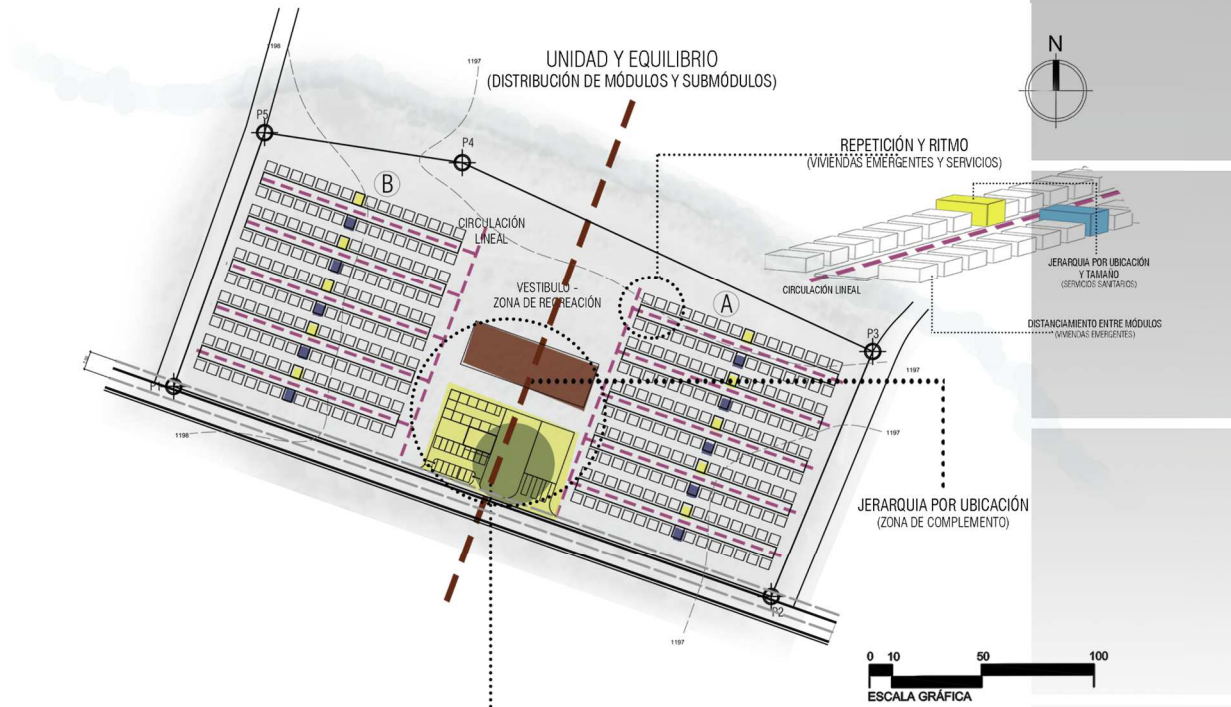 1198
1197
UNIDAD Y EQUILIBRIO
(DISTRIBUCIÓN DE MÓDULOS Y SUBMÓDULOS)
N
P5
P4
REPETICIÓN Y RITMO
(VIVIENDAS EMERGENTES Y SERVICIOS)
B
CIRCULACIÓN
LINEAL
VESTIBULO -
ZONA DE RECREACIÓN
A
CIRCULACIÓN LINEAL
JERARQUIA POR UBICACIÓN
Y TAMAÑO
(SERVICIOS SANITARIOS)
DISTANCIAMIENTO ENTRE MÓDULOS
(VIVIENDAS EMERGENTES)
P3
1197
P1
1198
1197
JERARQUIA POR UBICACIÓN
(ZONA DE COMPLEMENTO)
P2
1197
0 10 50 100
ESCALA GRÁFICA